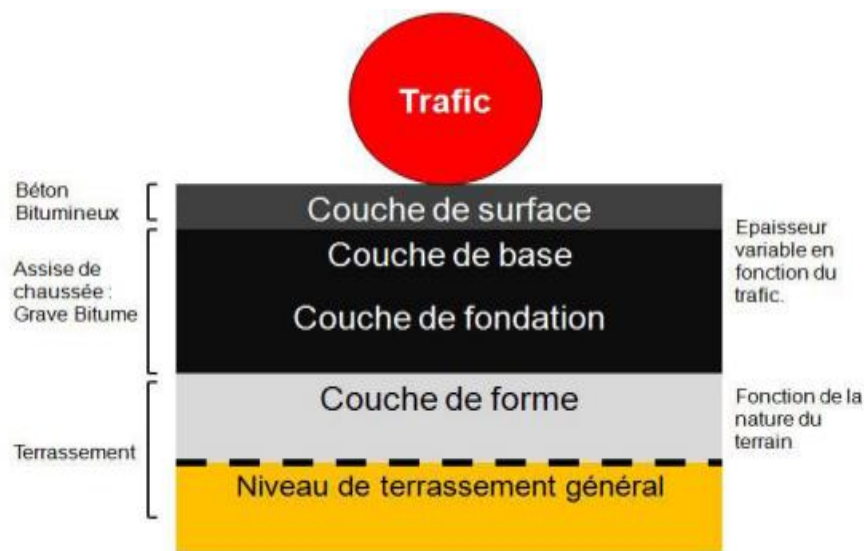 Trafic
Béton
Bitumineux
Couche de surface
Assise de
chaussée :
Grave Bitume
Couche de base
Couche de fondation
Epaisseur
variable en
fonction du
trafic.
Terrassement
Couche de forme
Niveau de terrassement général
Fonction de la
nature du
terrain